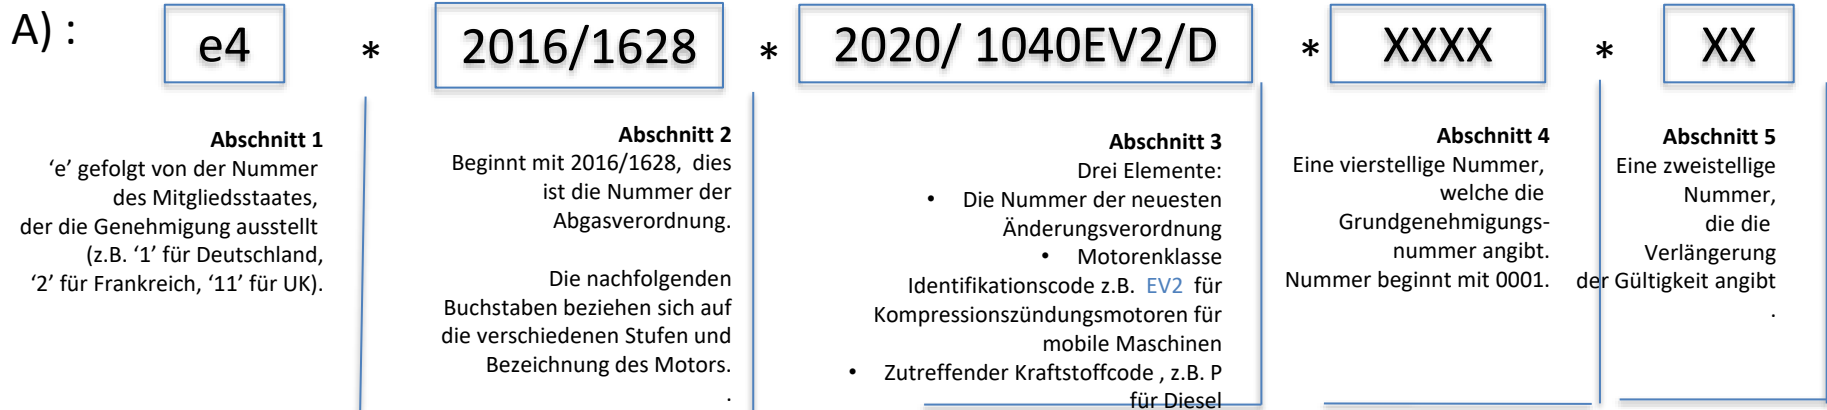 A) : e4 * 2016/1628 * 2020/ 1040EV2/D * XXXX * XX
Abschnitt 1
‘e’ gefolgt von der Nummer
des Mitgliedsstaates,
der die Genehmigung ausstellt
(z.B. ‘1’ für Deutschland,
‘2’ für Frankreich, ‘11’ für UK).
Abschnitt 2
Beginnt mit 2016/1628, dies
ist die Nummer der
Abgasverordnung.
Die nachfolgenden
Buchstaben beziehen sich auf
die verschiedenen Stufen und
Bezeichnung des Motors.
.
Abschnitt 3
Drei Elemente:
• Die Nummer der neuesten
Änderungsverordnung
• Motorenklasse
Identifikationscode z.B. EV2 für
Kompressionszündungsmotoren für
mobile Maschinen
• Zutreffender Kraftstoffcode , z.B. P
für Diesel
Abschnitt 4
Eine vierstellige Nummer,
welche die
Grundgenehmigungs-
nummer angibt.
Nummer beginnt mit 0001.
Abschnitt 5
Eine zweistellige
Nummer,
die die
Verlängerung
der Gültigkeit angibt
.